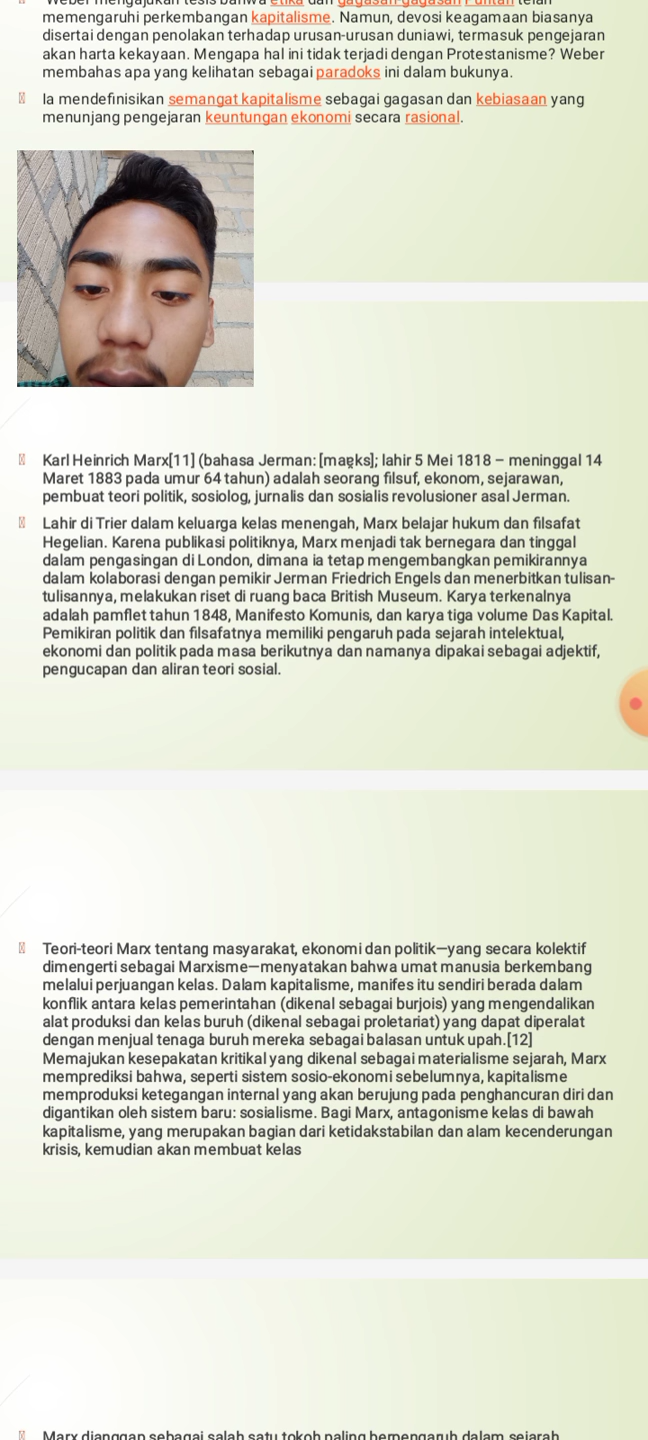 Weber mengajukan tesis bahwa etika dan gagasan-gagasan Puritan telah
memengaruhi perkembangan kapitalisme. Namun, devosi keagamaan biasanya
disertai dengan penolakan terhadap urusan-urusan duniawi, termasuk pengejaran
akan harta kekayaan. Mengapa hal ini tidak terjadi dengan Protestanisme? Weber
membahas apa yang kelihatan sebagai paradoks ini dalam bukunya.
Ia mendefinisikan semangat kapitalisme sebagai gagasan dan kebiasaan yang
menunjang pengejaran keuntungan ekonomi secara rasional.
Karl Heinrich Marx[11] (bahasa Jerman: [maʁks]; lahir 5 Mei 1818 – meninggal 14
Maret 1883 pada umur 64 tahun) adalah seorang filsuf, ekonom, sejarawan,
pembuat teori politik, sosiolog, jurnalis dan sosialis revolusioner asal Jerman.
Lahir di Trier dalam keluarga kelas menengah, Marx belajar hukum dan filsafat
Hegelian. Karena publikasi politiknya, Marx menjadi tak bernegara dan tinggal
dalam pengasingan di London, dimana ia tetap mengembangkan pemikirannya
dalam kolaborasi dengan pemikir Jerman Friedrich Engels dan menerbitkan tulisan-
tulisannya, melakukan riset di ruang baca British Museum. Karya terkenalnya
adalah pamflet tahun 1848, Manifesto Komunis, dan karya tiga volume Das Kapital.
Pemikiran politik dan filsafatnya memiliki pengaruh pada sejarah intelektual,
ekonomi dan politik pada masa berikutnya dan namanya dipakai sebagai adjektif,
pengucapan dan aliran teori sosial.
Teori-teori Marx tentang masyarakat, ekonomi dan politik—yang secara kolektif
dimengerti sebagai Marxisme—menyatakan bahwa umat manusia berkembang
melalui perjuangan kelas. Dalam kapitalisme, manifes itu sendiri berada dalam
konflik antara kelas pemerintahan (dikenal sebagai burjois) yang mengendalikan
alat produksi dan kelas buruh (dikenal sebagai proletariat) yang dapat diperalat
dengan menjual tenaga buruh mereka sebagai balasan untuk upah.[12]
Memajukan kesepakatan kritikal yang dikenal sebagai materialisme sejarah, Marx
memprediksi bahwa, seperti sistem sosio-ekonomi sebelumnya, kapitalisme
memproduksi ketegangan internal yang akan berujung pada penghancuran diri dan
digantikan oleh sistem baru: sosialisme. Bagi Marx, antagonisme kelas di bawah
kapitalisme, yang merupakan bagian dari ketidakstabilan dan alam kecenderungan
krisis, kemudian akan membuat kelas
Marx dianggap sebagai salah satu tokoh paling berpengaruh dalam sejarah